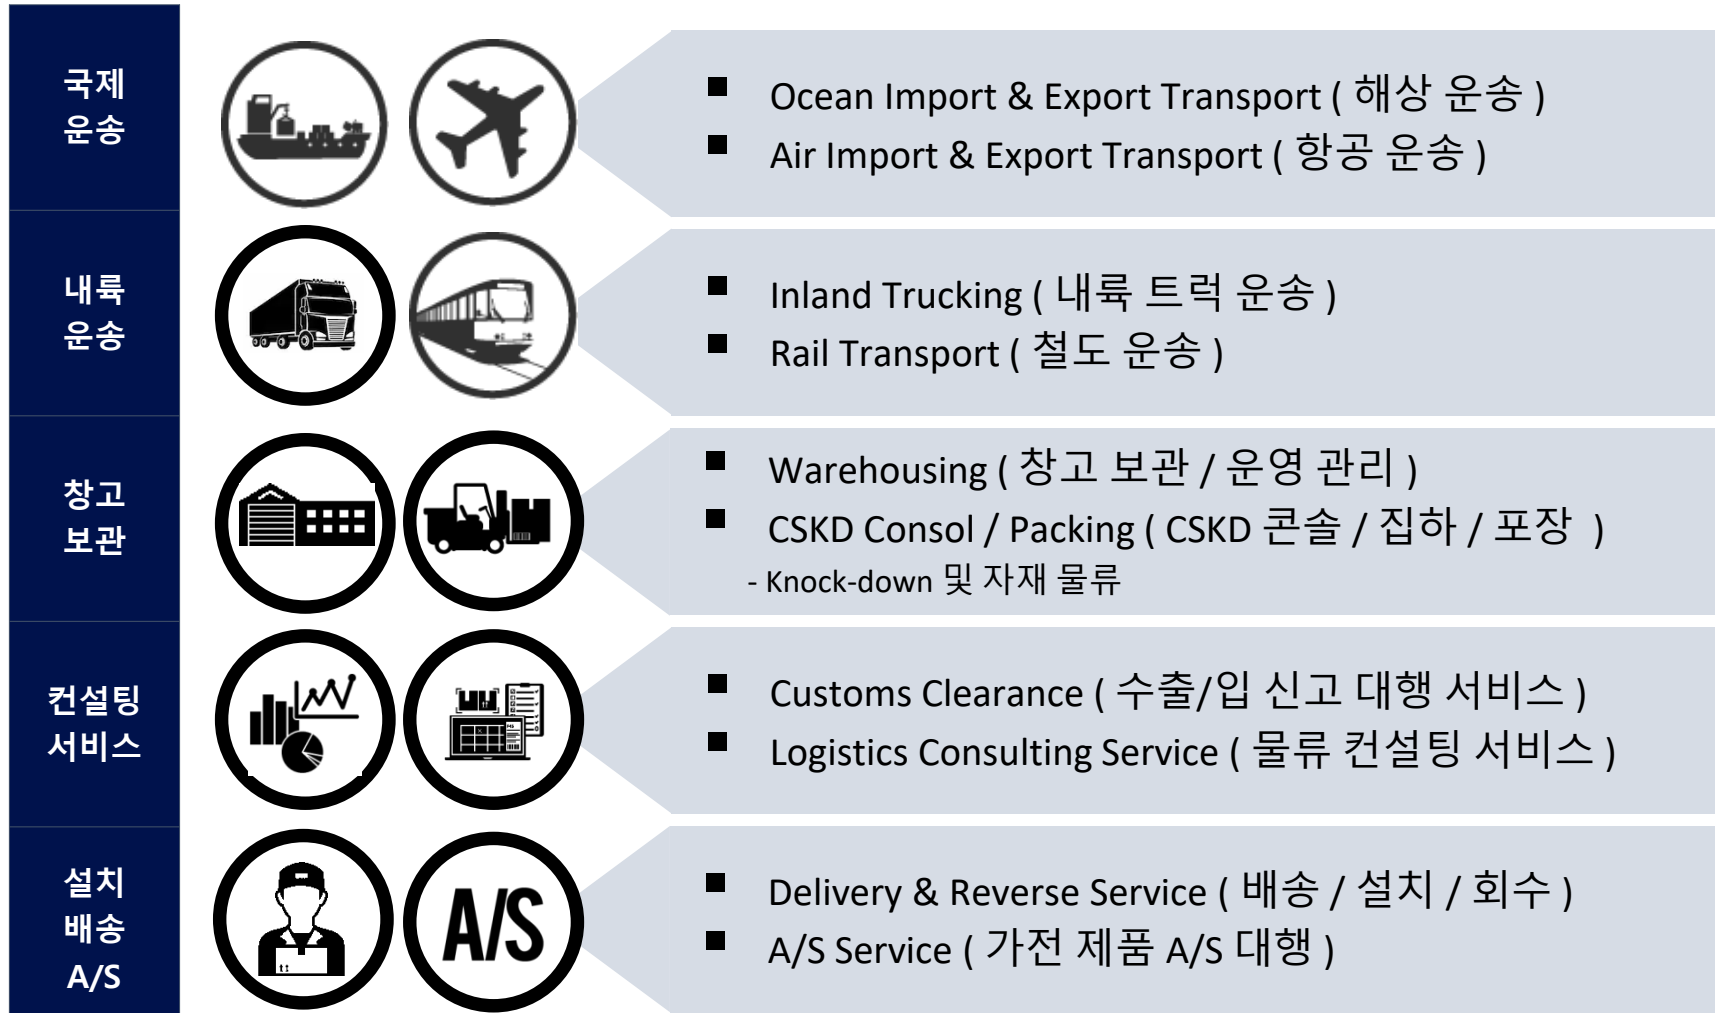 국제
운송
■ Ocean Import & Export Transport ( 해상 운송 )
■ Air Import & Export Transport ( 항공 운송 )
내륙
운송
■ Inland Trucking ( 내륙 트럭 운송 )
■ Rail Transport ( 철도 운송 )
창고
보관
■ Warehousing ( 창고 보관 / 운영 관리 )
■ CSKD Consol / Packing ( CSKD 콘솔 / 집하 / 포장 )
- Knock-down 및 자재 물류
컨설팅
서비스
■ Customs Clearance ( 수출/입 신고 대행 서비스 )
■ Logistics Consulting Service ( 물류 컨설팅 서비스 )
설치
배송
A/S
A/S
■ Delivery & Reverse Service ( 배송 / 설치 / 회수 )
■ A/S Service ( 가전 제품 A/S 대행 )